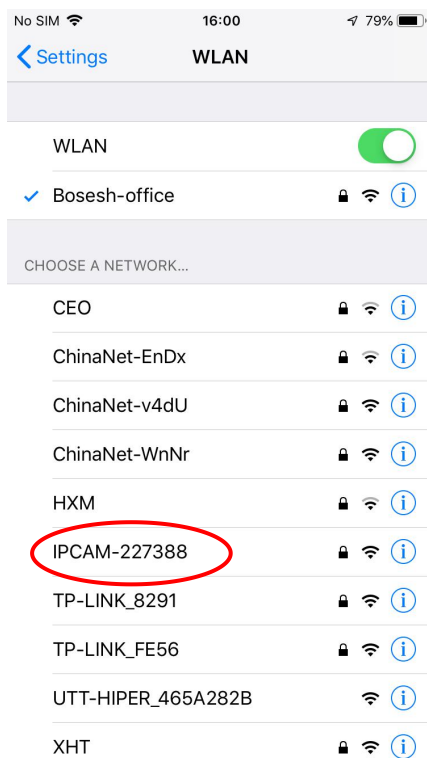 No SIM 16:00 79%
Settings WLAN
WLAN
Bosesh-office
CHOOSE A NETWORK...
CEO
ChinaNet-EnDx
ChinaNet-v4dU
ChinaNet-WnNr
HXM
IPCAM-227388
TP-LINK_8291
TP-LINK_FE56
UTT-HIPER_465A282B
XHT